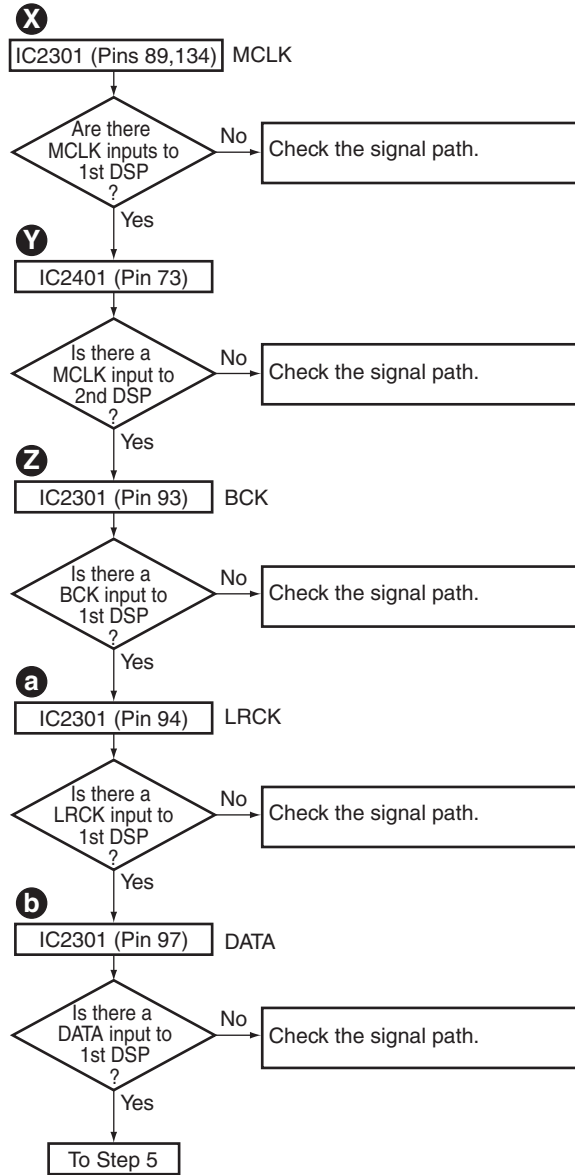 X
IC2301 (Pins 89,134) MCLK
Are there
MCLK inputs to
1st DSP
?
No
Check the signal path.
Yes
Y
IC2401 (Pin 73)
Is there a
MCLK input to
2nd DSP
?
No
Check the signal path.
Yes
Z
IC2301 (Pin 93) BCK
Is there a
BCK input to
1st DSP
?
No
Check the signal path.
Yes
a
IC2301 (Pin 94) LRCK
Is there a
LRCK input to
1st DSP
?
No
Check the signal path.
Yes
b
IC2301 (Pin 97) DATA
Is there a
DATA input to
1st DSP
?
No
Check the signal path.
Yes
To Step 5